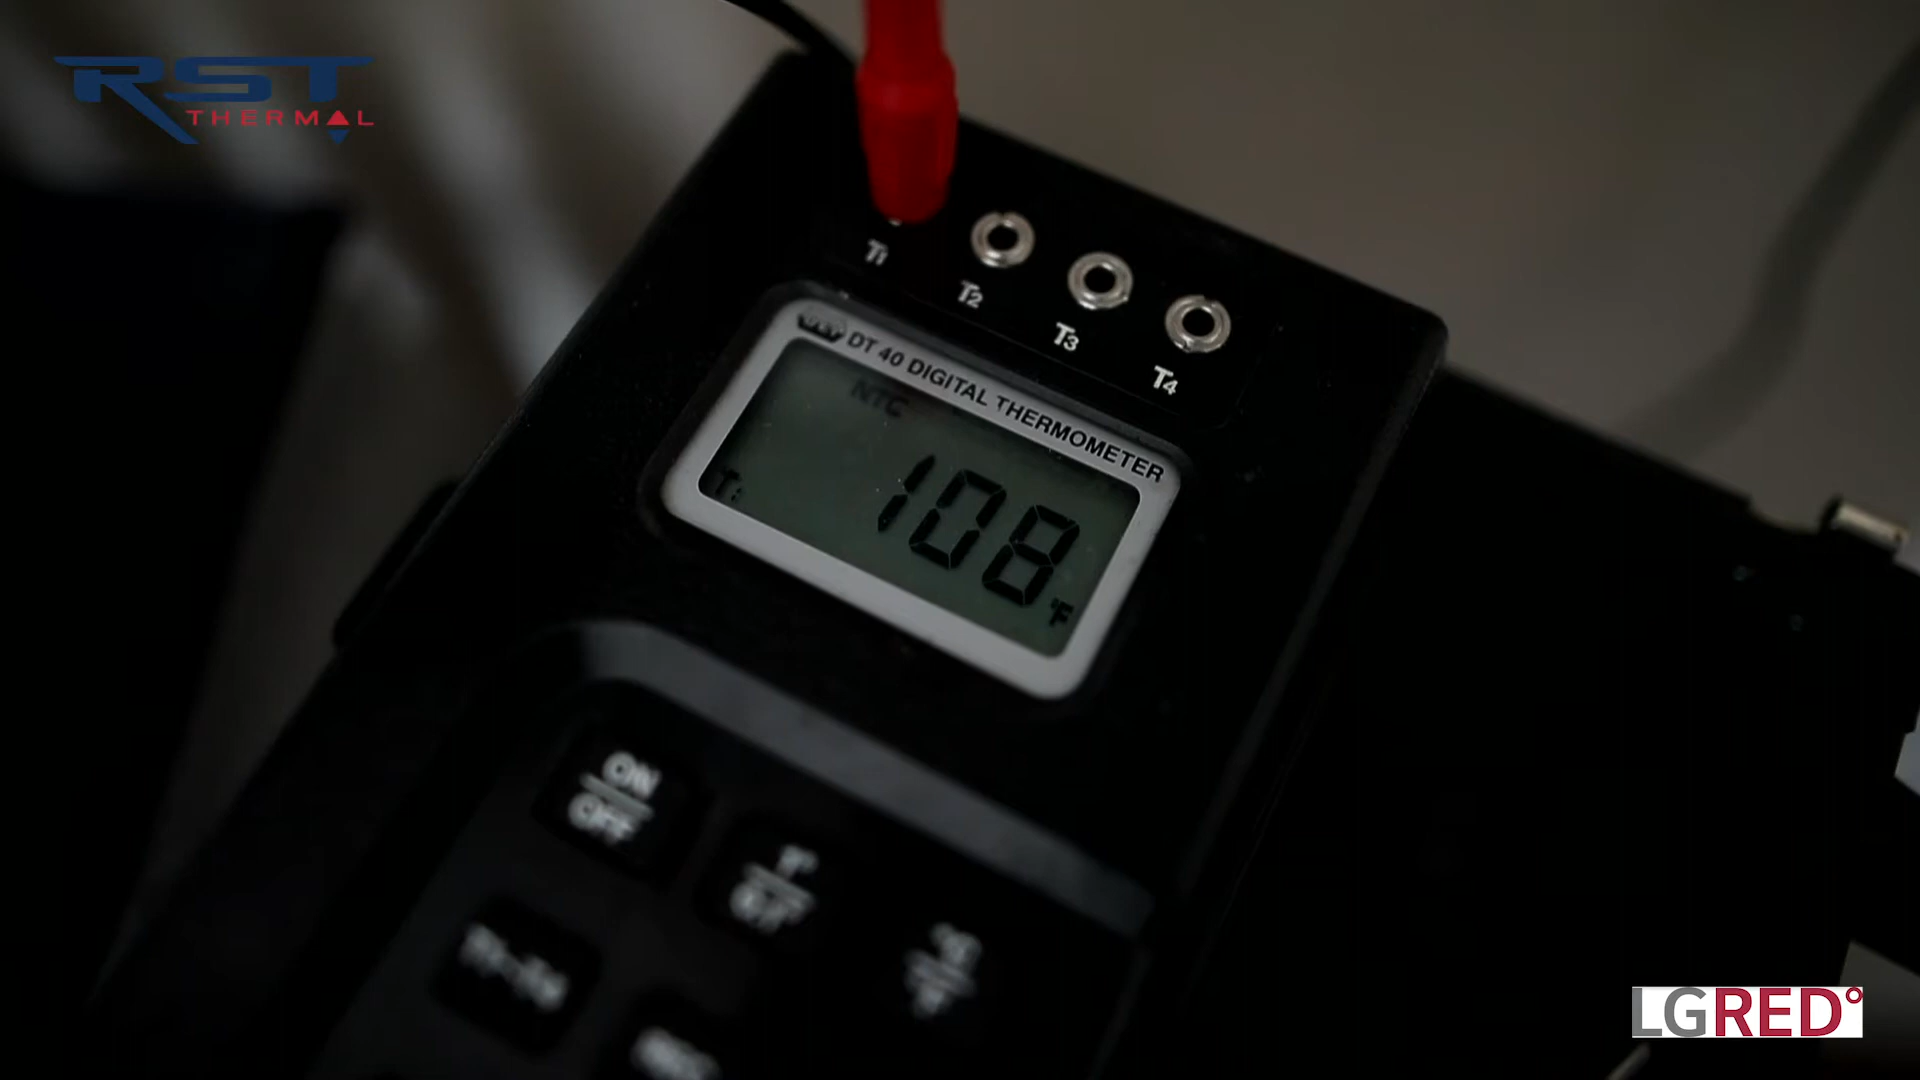 RST
THERMAL
T1
T2
T3
T4
DT 40 DIGITAL THERMOMETER
NTC
T1
108
°F
ON
OFF
LGRED°